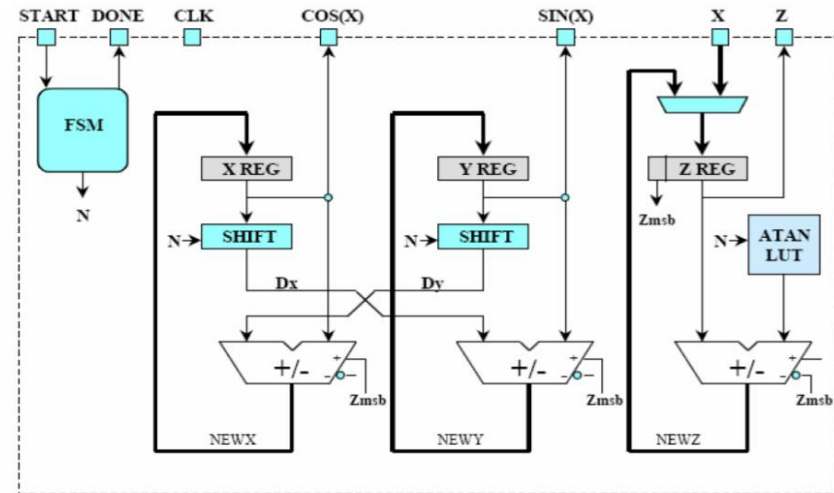 START DONE CLK COS(X) SIN(X) X Z
FSM
N
X REG
Y REG
Z REG
Zmsb
N
SHIFT
N
SHIFT
N
ATAN
LUT
Dx
Dy
+/-
+
-
Zmsb
+/-
+
-
Zmsb
+/-
+
-
Zmsb
NEWX
NEWY
NEWZ